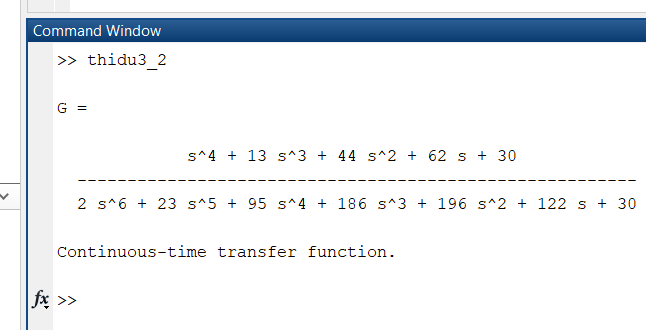 Command Window
>> thidu3_2
G =
s^4 + 13 s^3 + 44 s^2 + 62 s + 30
--------------------------------------------------------
2 s^6 + 23 s^5 + 95 s^4 + 186 s^3 + 196 s^2 + 122 s + 30
Continuous-time transfer function.
fx >>